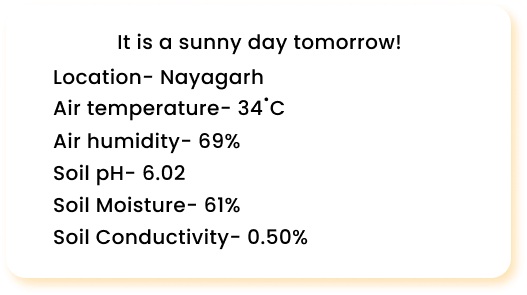 It is a sunny day tomorrow!
Location- Nayagarh
Air temperature- 34°C
Air humidity- 69%
Soil pH- 6.02
Soil Moisture- 61%
Soil Conductivity- 0.50%